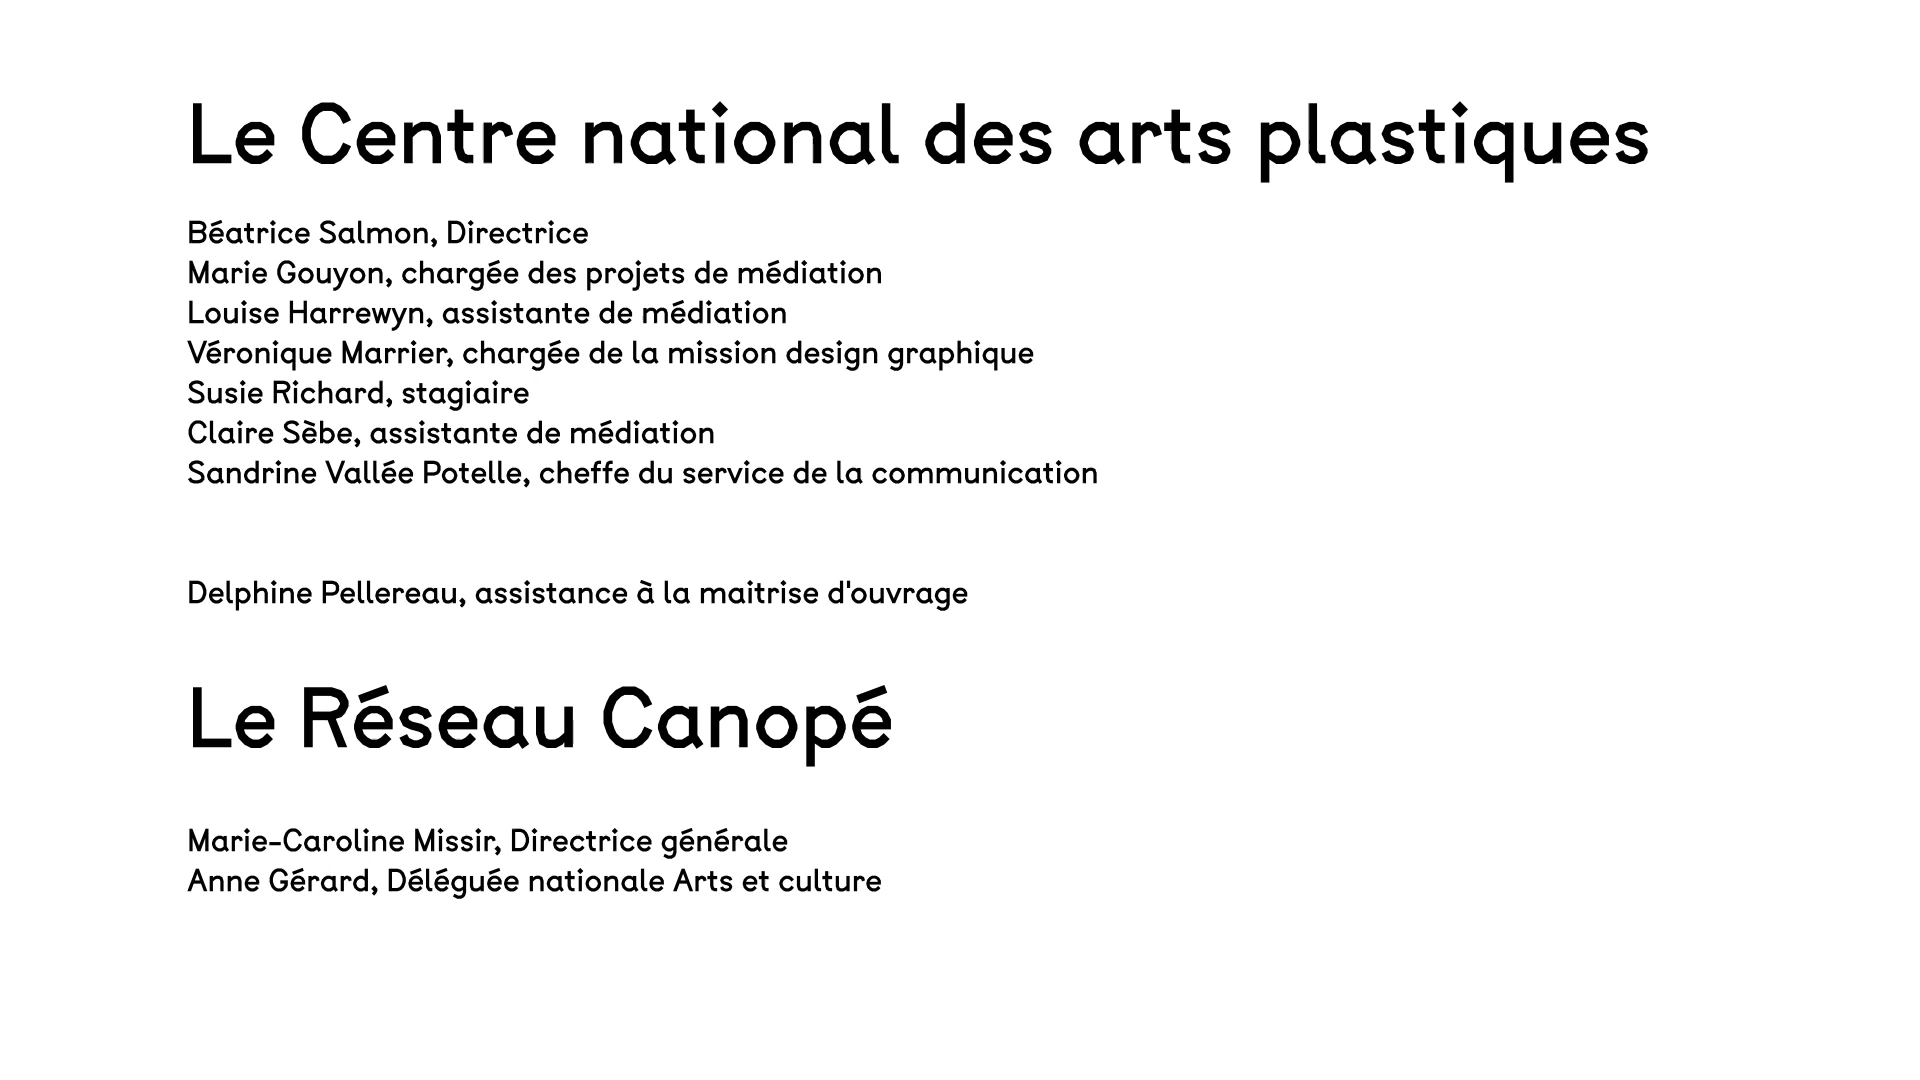 Le Centre national des arts plastiques
Béatrice Salmon, Directrice
Marie Gouyon, chargée des projets de médiation
Louise Harrewyn, assistante de médiation
Véronique Marrier, chargée de la mission design graphique
Susie Richard, stagiaire
Claire Sèbe, assistante de médiation
Sandrine Vallée Potelle, cheffe du service de la communication
Delphine Pellereau, assistance à la maitrise d'ouvrage
Le Réseau Canopé
Marie-Caroline Missir, Directrice générale
Anne Gérard, Déléguée nationale Arts et culture